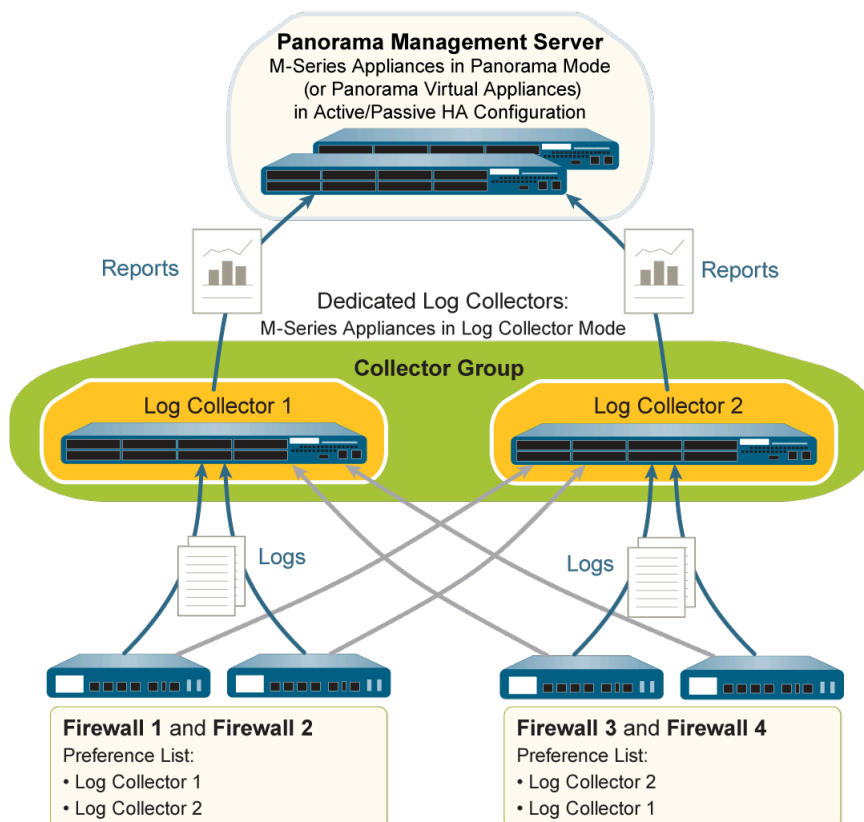 Panorama Management Server
M-Series Appliances in Panorama Mode
(or Panorama Virtual Appliances)
in Active/Passive HA Configuration
Reports
Reports
Dedicated Log Collectors:
M-Series Appliances in Log Collector Mode
Collector Group
Log Collector 1
Log Collector 2
Logs
Logs
Firewall 1 and Firewall 2
Preference List:
• Log Collector 1
• Log Collector 2
Firewall 3 and Firewall 4
Preference List:
• Log Collector 2
• Log Collector 1